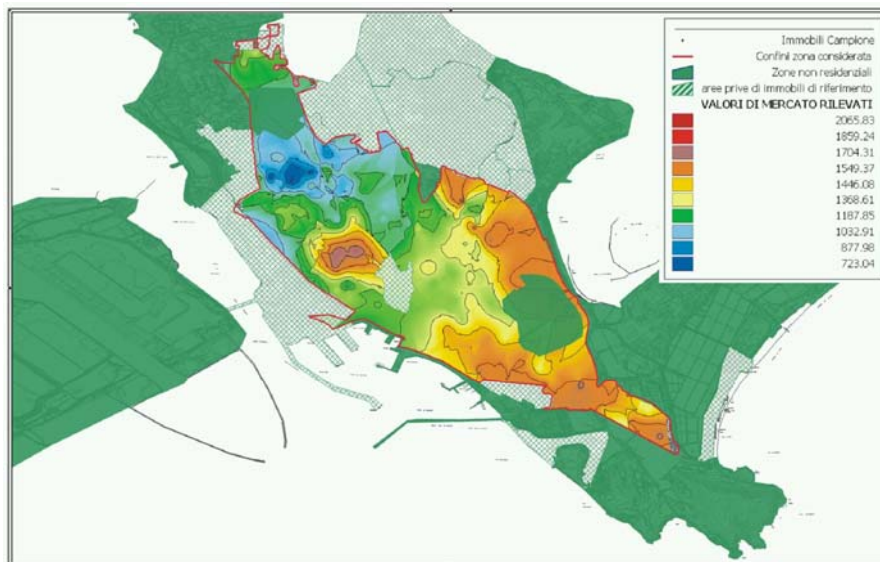 Immobili Campione
Confini zona considerata
Zone non residenziali
aree prive di immobili di riferimento
VALORI DI MERCATO RILEVATI
2065.83
1859.24
1704.31
1549.37
1446.08
1368.61
1187.85
1032.91
877.98
723.04